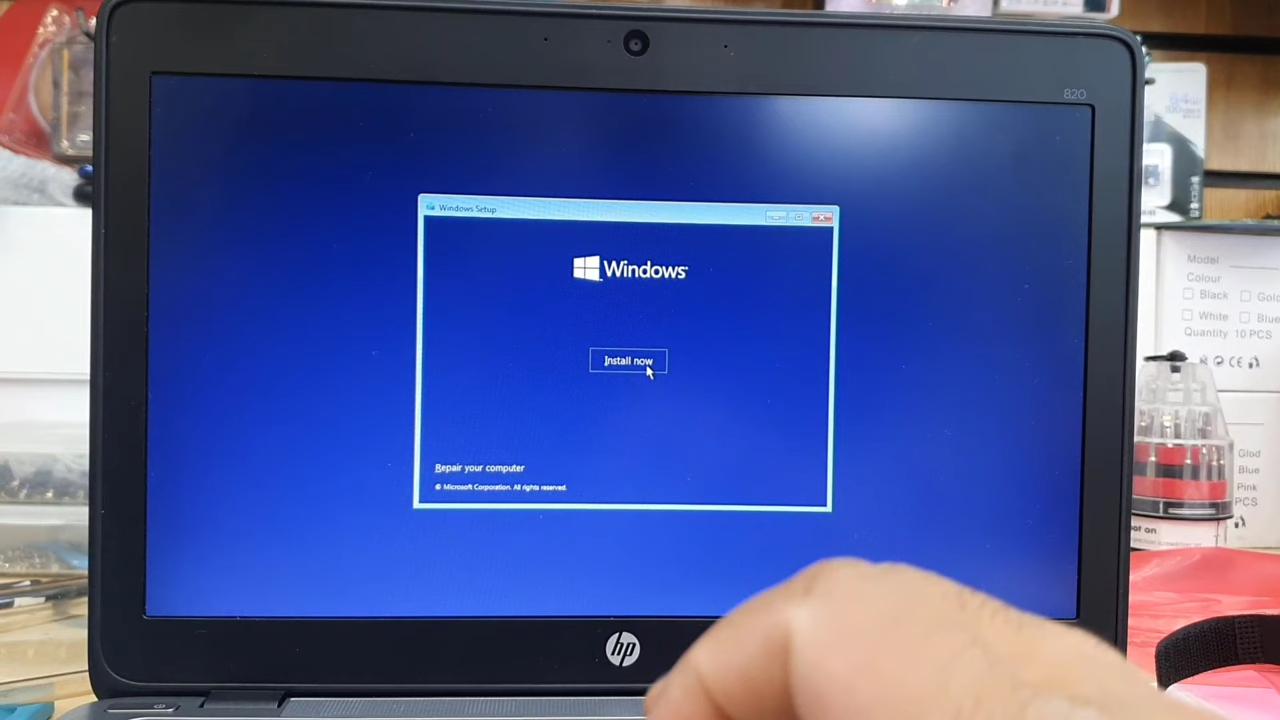 820
Windows Setup
Windows
Install now
Repair your computer
© Microsoft Corporation. All rights reserved.
hp
Model
Colour
Black
White
Blue
Quantity 10 PCS
CE
Glod
Blue
Pink
PCS